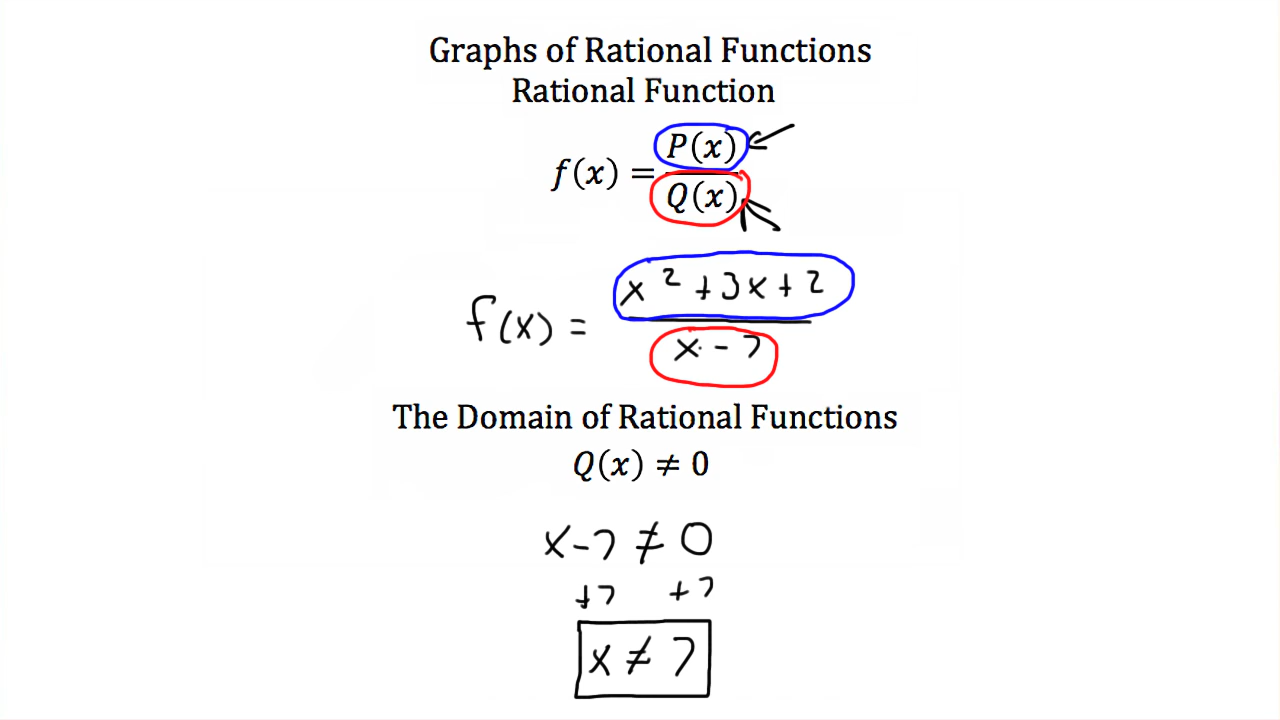 Graphs of Rational Functions
Rational Function
f(x) = P(x)/Q(x)
f(x) = x² + 3x + 2 / x - 7
The Domain of Rational Functions
Q(x) ≠ 0
x - 7 ≠ 0
+7 +7
x ≠ 7